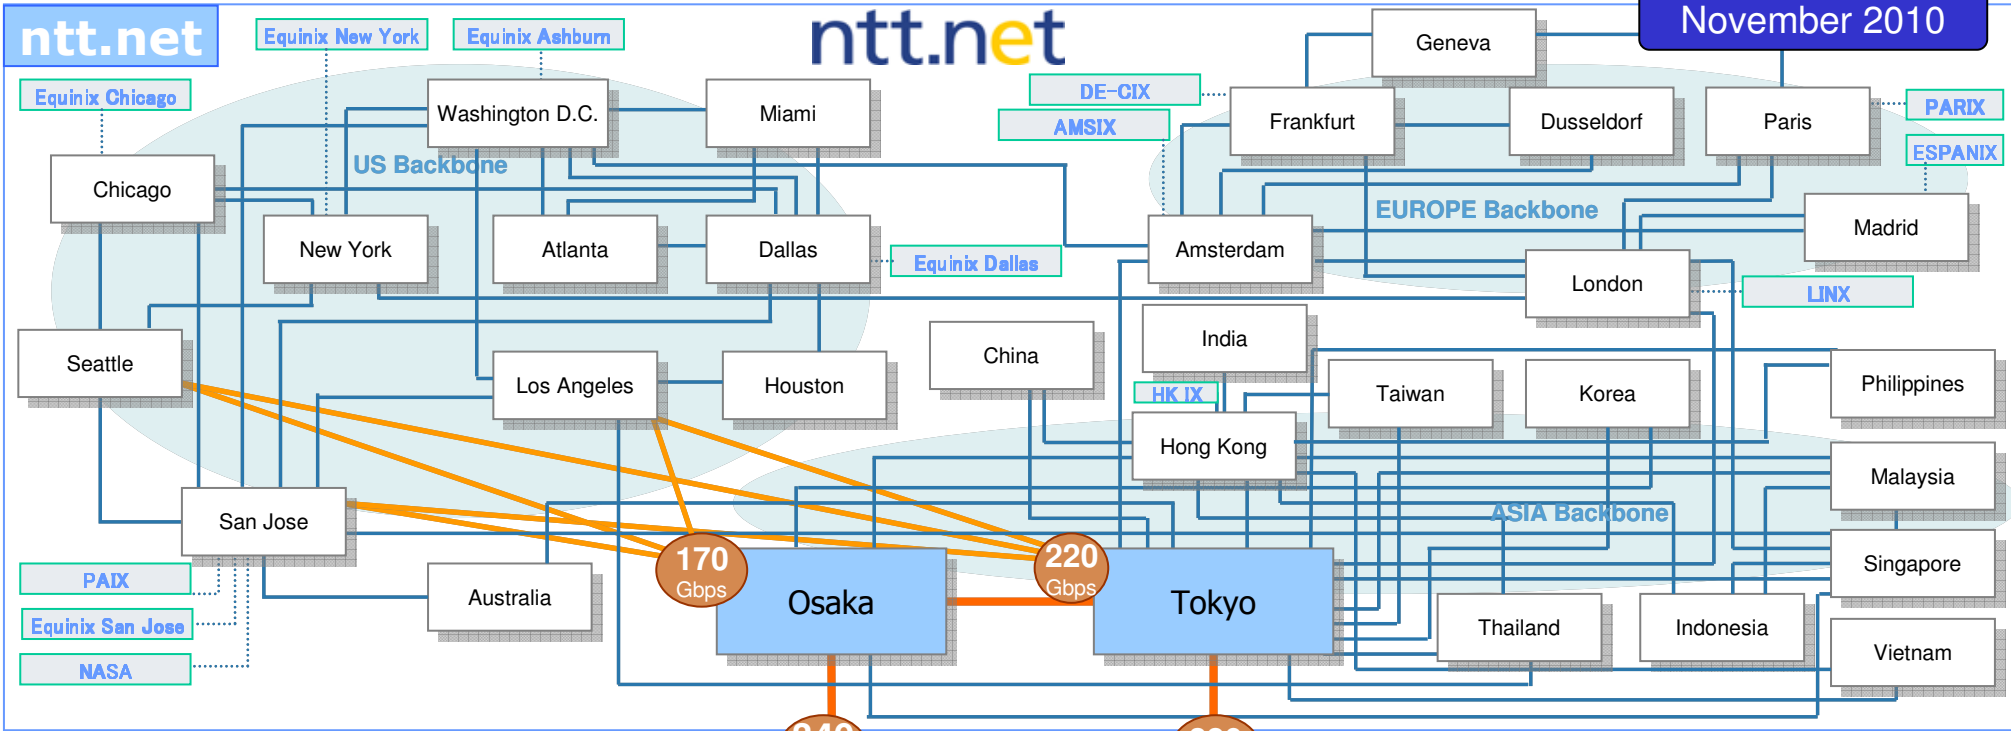 ntt.net
ntt.net
November 2010
Equinix New York
Equinix Ashburn
Equinix Chicago
Washington D.C.
Miami
Geneva
DE-CIX
AMSIX
Frankfurt
Dusseldorf
Paris
PARIX
ESPANIX
US Backbone
Chicago
EUROPE Backbone
New York
Atlanta
Dallas
Equinix Dallas
Amsterdam
Madrid
London
LINX
Seattle
Los Angeles
Houston
China
India
HK IX
Taiwan
Korea
Philippines
Hong Kong
Malaysia
San Jose
ASIA Backbone
170
Gbps
220
Gbps
Singapore
PAIX
Equinix San Jose
NASA
Australia
Osaka
Tokyo
Thailand
Indonesia
Vietnam